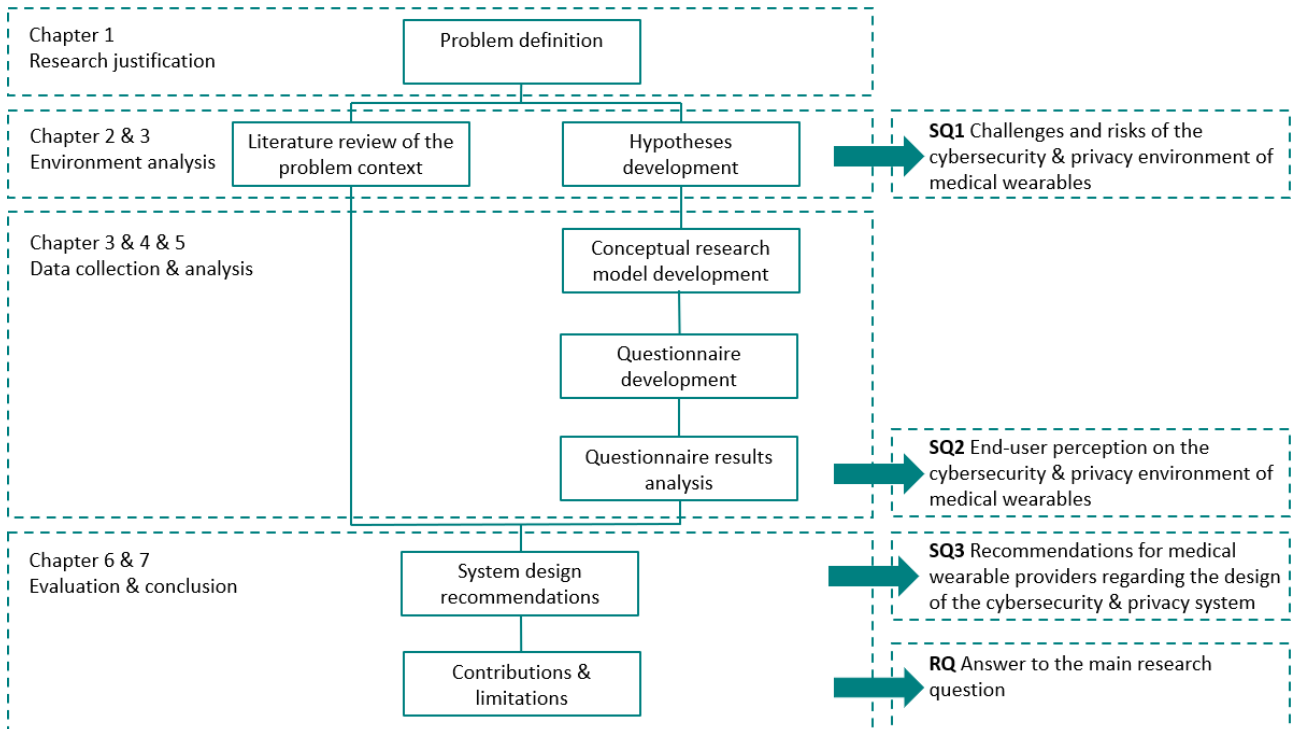 Chapter 1
Research justification
Problem definition
Chapter 2 & 3
Environment analysis
Literature review of the
problem context
Hypotheses
development
SQ1 Challenges and risks of the
cybersecurity & privacy environment of
medical wearables
Chapter 3 & 4 & 5
Data collection & analysis
Conceptual research
model development
Questionnaire
development
Questionnaire results
analysis
SQ2 End-user perception on the
cybersecurity & privacy environment of
medical wearables
Chapter 6 & 7
Evaluation & conclusion
System design
recommendations
SQ3 Recommendations for medical
wearable providers regarding the design
of the cybersecurity & privacy system
Contributions &
limitations
RQ Answer to the main research
question